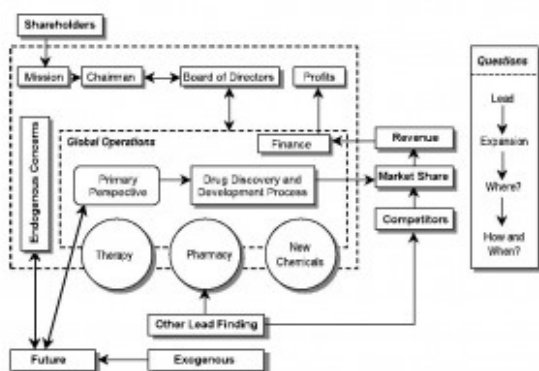 Shareholders
Mission
Chairman
Board of Directors
Profits
Questions
Endogenous Concerns
Global Operations
Finance
Revenue
Lead
Primary
Perspective
Drug Discovery and
Development Process
Market Share
Expansion
Competitors
Where?
Therapy
Pharmacy
New
Chemicals
How and
When?
Other Lead Finding
Future
Exogenous